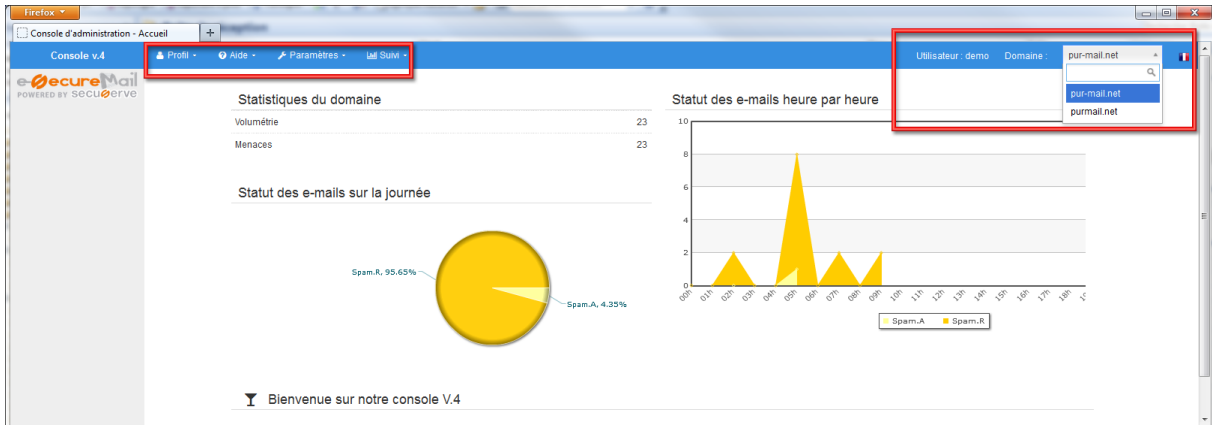 Firefox
Console d'administration - Accueil
+
Console v.4
Profil
Aide
Paramètres
Suivi
Utilisateur : demo
Domaine :
pur-mail.net
pur-mail.net
purmail.net
e-SecureMail
POWERED BY SecuServe
Statistiques du domaine
Volumétrie 23
Menaces 23
Statut des e-mails sur la journée
Spam.R, 95.65%
Spam.A, 4.35%
Statut des e-mails heure par heure
10
8
6
4
2
0
00h 01h 02h 03h 04h 05h 06h 07h 08h 09h 10h 11h 12h 13h 14h 15h 16h 17h 18h
Spam.A Spam.R
Bienvenue sur notre console V.4